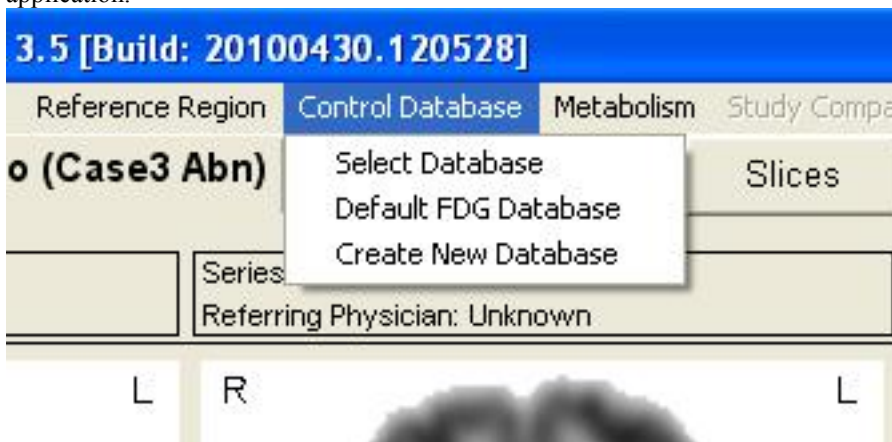 application.
3.5 [Build: 20100430.120528]
Reference Region Control Database Metabolism Study Compa
o (Case3 Abn) Slices
Select Database
Default FDG Database
Create New Database
Series
Referring Physician: Unknown
L R L